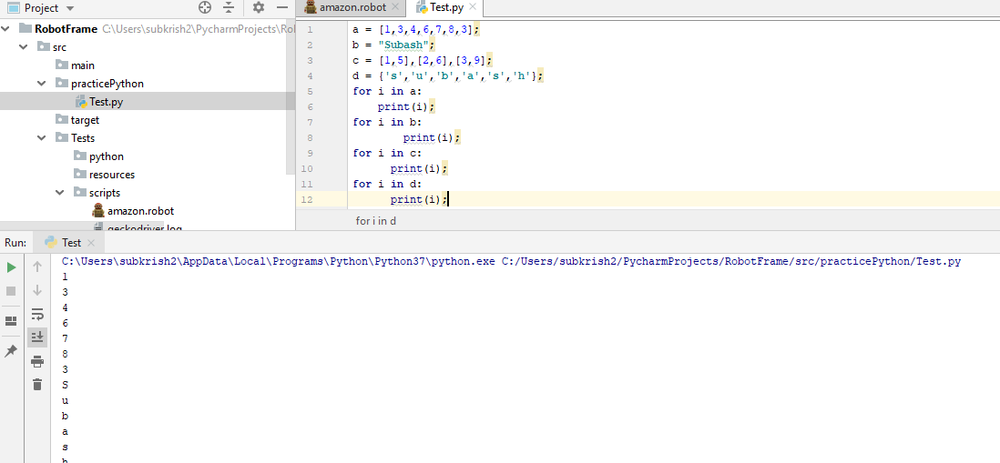 Project
amazon.robot
Test.py
RobotFrame C:\Users\subkrish2\PycharmProjects\Ro
src
main
practicePython
Test.py
target
Tests
python
resources
scripts
amazon.robot
geckodriver.log
1 a = [1,3,4,6,7,8,3];
2 b = "Subash";
3 c = [1,5],[2,6],[3,9];
4 d = {'s','u','b','a','s','h'};
5 for i in a:
6 print(i);
7 for i in b:
8 print(i);
9 for i in c:
10 print(i);
11 for i in d:
12 print(i);
for i in d
Run: Test
C:\Users\subkrish2\AppData\Local\Programs\Python\Python37\python.exe C:/Users/subkrish2/PycharmProjects/RobotFrame/src/practicePython/Test.py
1
3
4
6
7
8
3
S
u
b
a
s
h